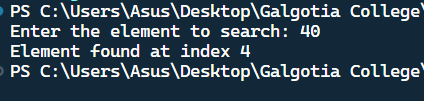 PS C:\Users\Asus\Desktop\Galgotia College\
Enter the element to search: 40
Element found at index 4
PS C:\Users\Asus\Desktop\Galgotia College\